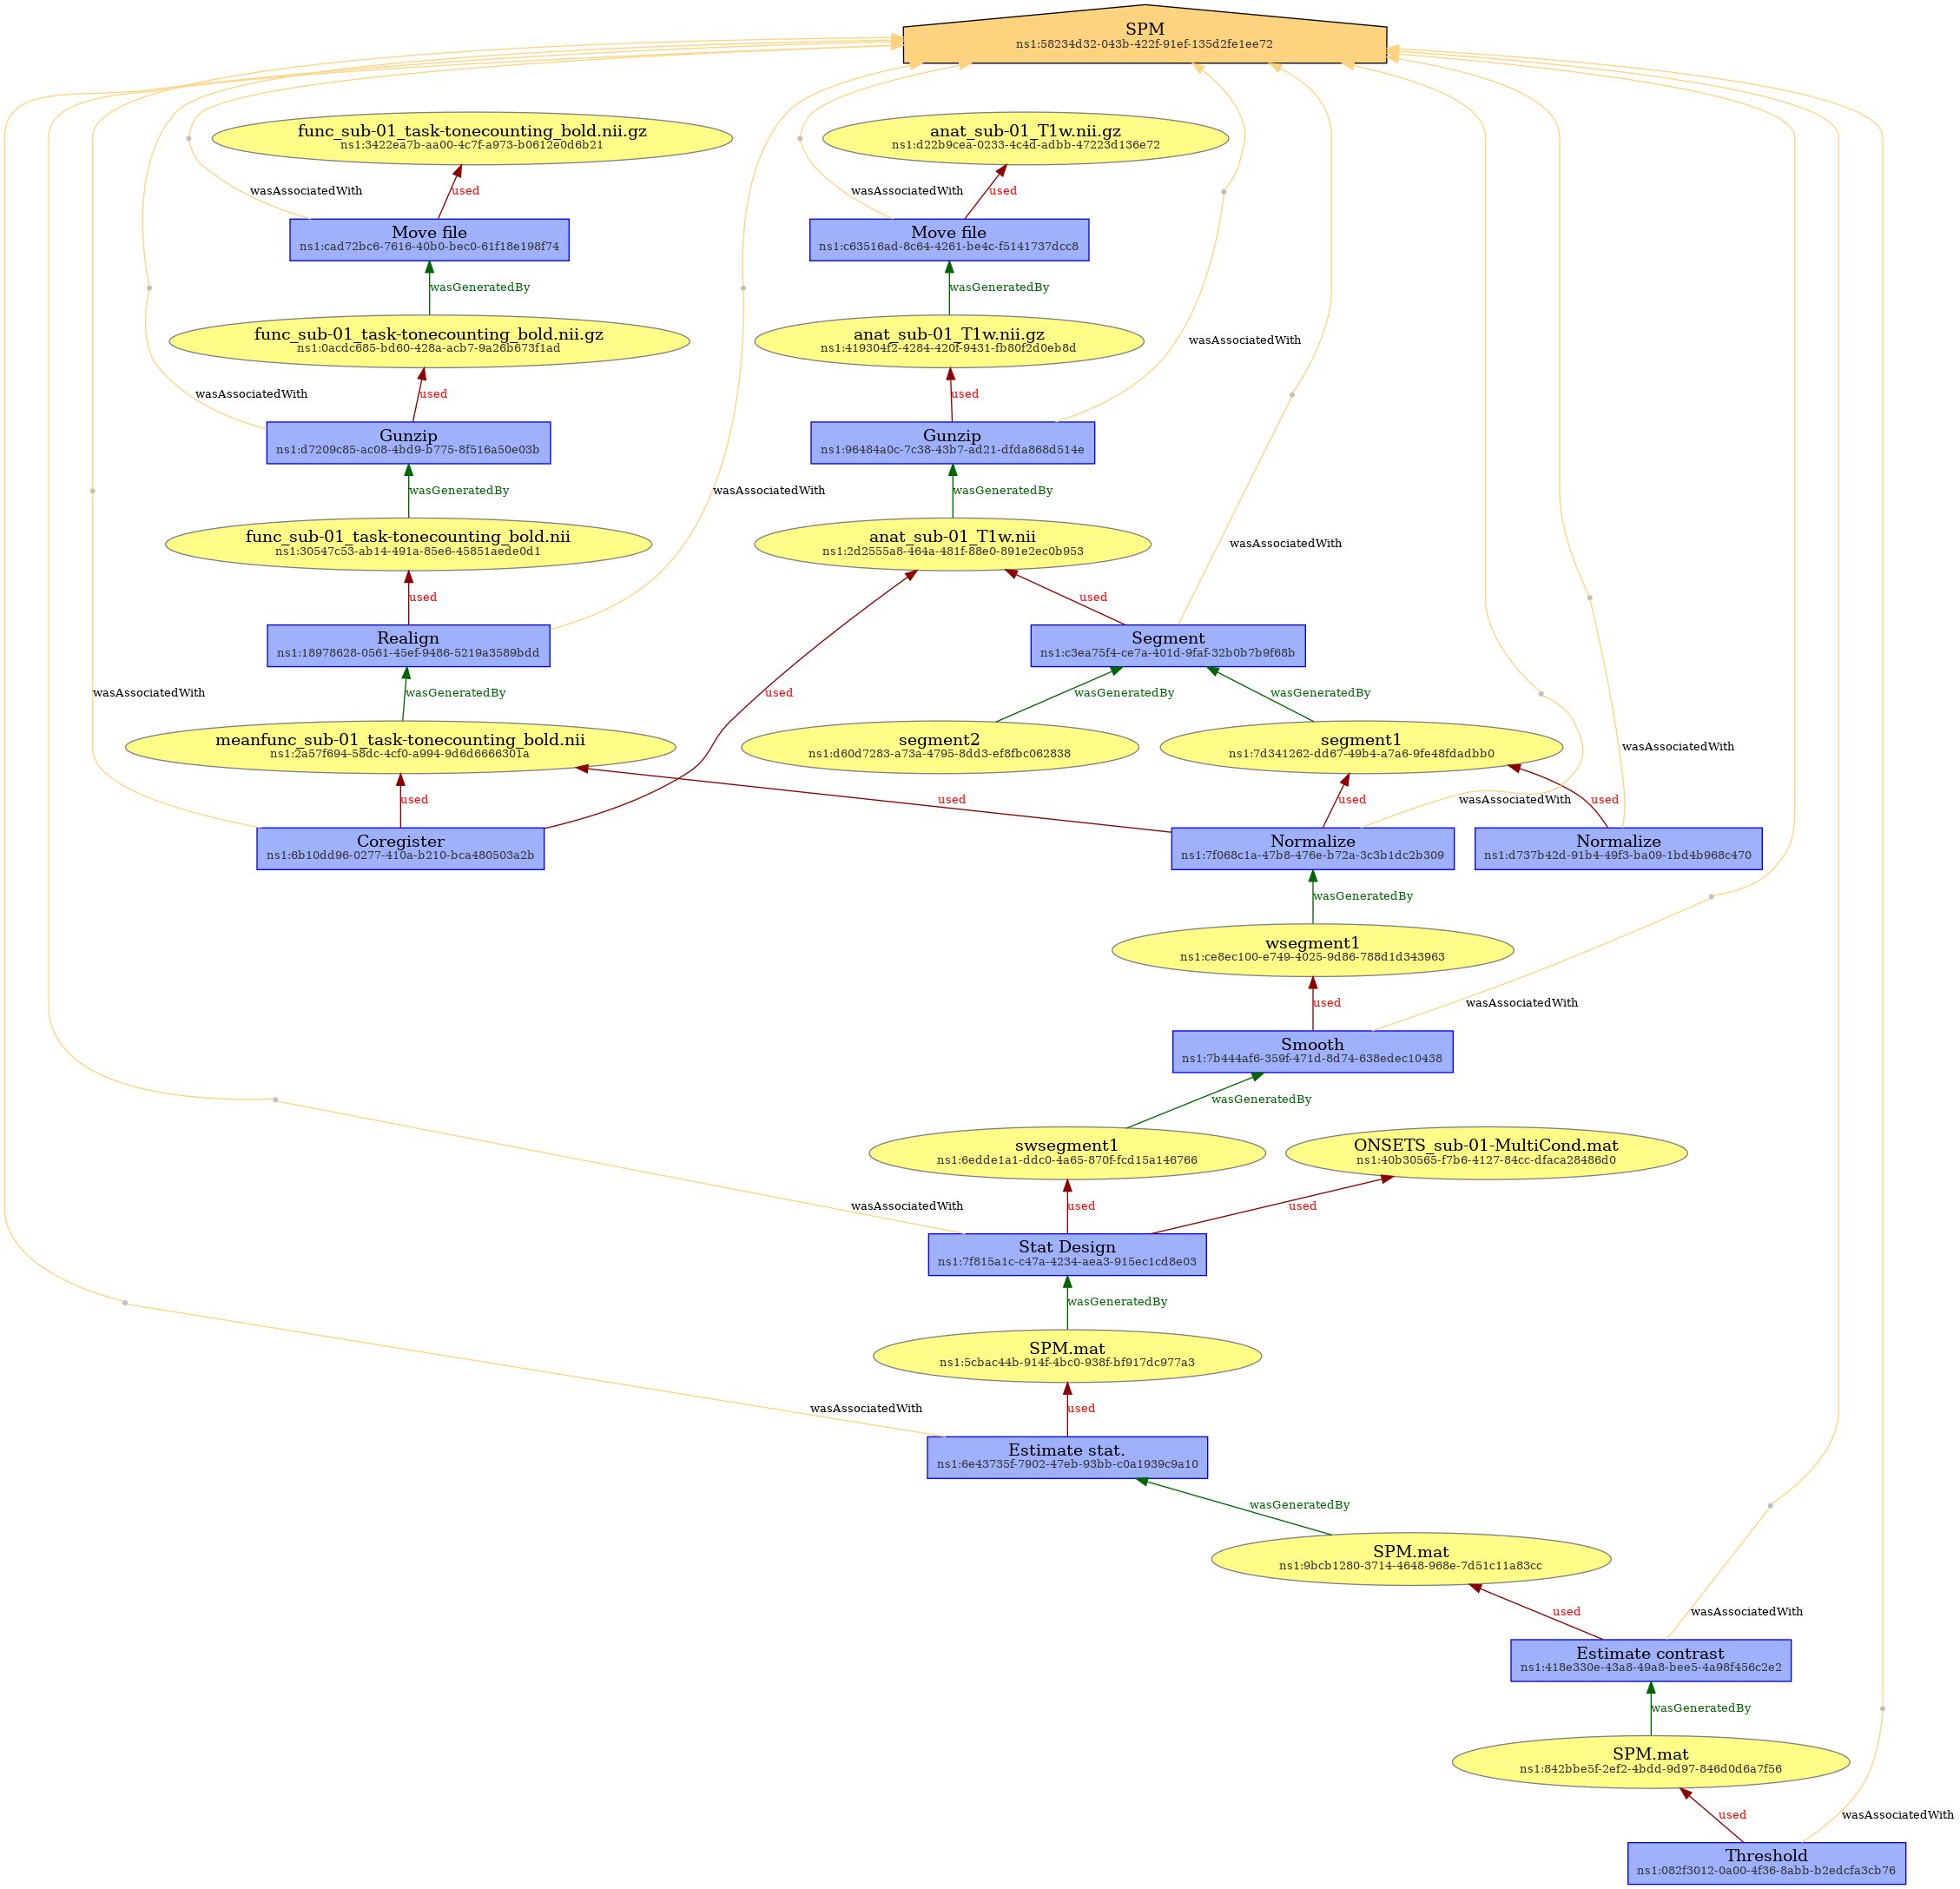 SPM
ns1:58234d32-043b-422f-91ef-135d2fe1ee72
func_sub-01_task-tonecounting_bold.nii.gz
ns1:3422ea7b-aa00-4c7f-a973-b0612e0d6b21
anat_sub-01_T1w.nii.gz
ns1:d22b9cea-0233-4c4d-adbb-47223d136e72
wasAssociatedWith
used
wasAssociatedWith
used
Move file
ns1:cad72bc6-7616-40b0-bec0-61f18e198f74
Move file
ns1:c63516ad-8c64-4261-be4c-f5141737dcc8
wasGeneratedBy
wasGeneratedBy
func_sub-01_task-tonecounting_bold.nii.gz
ns1:0acdc685-bd60-428a-acb7-9a26b673f1ad
anat_sub-01_T1w.nii.gz
ns1:419304f2-4284-420f-9431-fb80f2d0eb8d
wasAssociatedWith
wasAssociatedWith
used
used
Gunzip
ns1:d7209c85-ac08-4bd9-b775-8f516a50e03b
Gunzip
ns1:96484a0c-7c38-43b7-ad21-dfda868d514e
wasGeneratedBy
wasAssociatedWith
wasGeneratedBy
func_sub-01_task-tonecounting_bold.nii
ns1:30547c53-ab14-491a-85e6-45851aede0d1
anat_sub-01_T1w.nii
ns1:2d2555a8-464a-481f-88e0-891e2ec0b953
wasAssociatedWith
used
used
Realign
ns1:18978628-0561-45ef-9486-5219a3589bdd
Segment
ns1:c3ea75f4-ce7a-401d-9faf-32b0b7b9f68b
wasAssociatedWith
wasGeneratedBy
used
wasGeneratedBy
wasGeneratedBy
meanfunc_sub-01_task-tonecounting_bold.nii
ns1:2a57f694-58dc-4cf0-a994-9d6d6666301a
segment2
ns1:d60d7283-a73a-4795-8dd3-ef8fbc062838
segment1
ns1:7d341262-dd67-49b4-a7a6-9fe48fdadbb0
wasAssociatedWith
used
used
used
wasAssociatedWith
used
Coregister
ns1:6b10dd96-0277-410a-b210-bca480503a2b
Normalize
ns1:7f068c1a-47b8-476e-b72a-3c3b1dc2b309
Normalize
ns1:d737b42d-91b4-49f3-ba09-1bd4b968c470
wasGeneratedBy
wsegment1
ns1:ce8ec100-e749-4025-9d86-788d1d343963
used
wasAssociatedWith
Smooth
ns1:7b444af6-359f-471d-8d74-638edec10438
wasGeneratedBy
swsegment1
ns1:6edde1a1-ddc0-4a65-870f-fcd15a146766
ONSETS_sub-01-MultiCond.mat
ns1:40b30565-f7b6-4127-84cc-dfaca28486d0
wasAssociatedWith
used
used
Stat Design
ns1:7f815a1c-c47a-4234-aea3-915ec1cd8e03
wasGeneratedBy
SPM.mat
ns1:5cbac44b-914f-4bc0-938f-bf917dc977a3
wasAssociatedWith
used
Estimate stat.
ns1:6e43735f-7902-47eb-93bb-c0a1939c9a10
wasGeneratedBy
SPM.mat
ns1:9bcb1280-3714-4648-968e-7d51c11a83cc
used
wasAssociatedWith
Estimate contrast
ns1:418e330e-43a8-49a8-bee5-4a98f456c2e2
wasGeneratedBy
SPM.mat
ns1:842bbe5f-2ef2-4bdd-9d97-846d0d6a7f56
used
wasAssociatedWith
Threshold
ns1:082f3012-0a00-4f36-8abb-b2edcfa3cb76